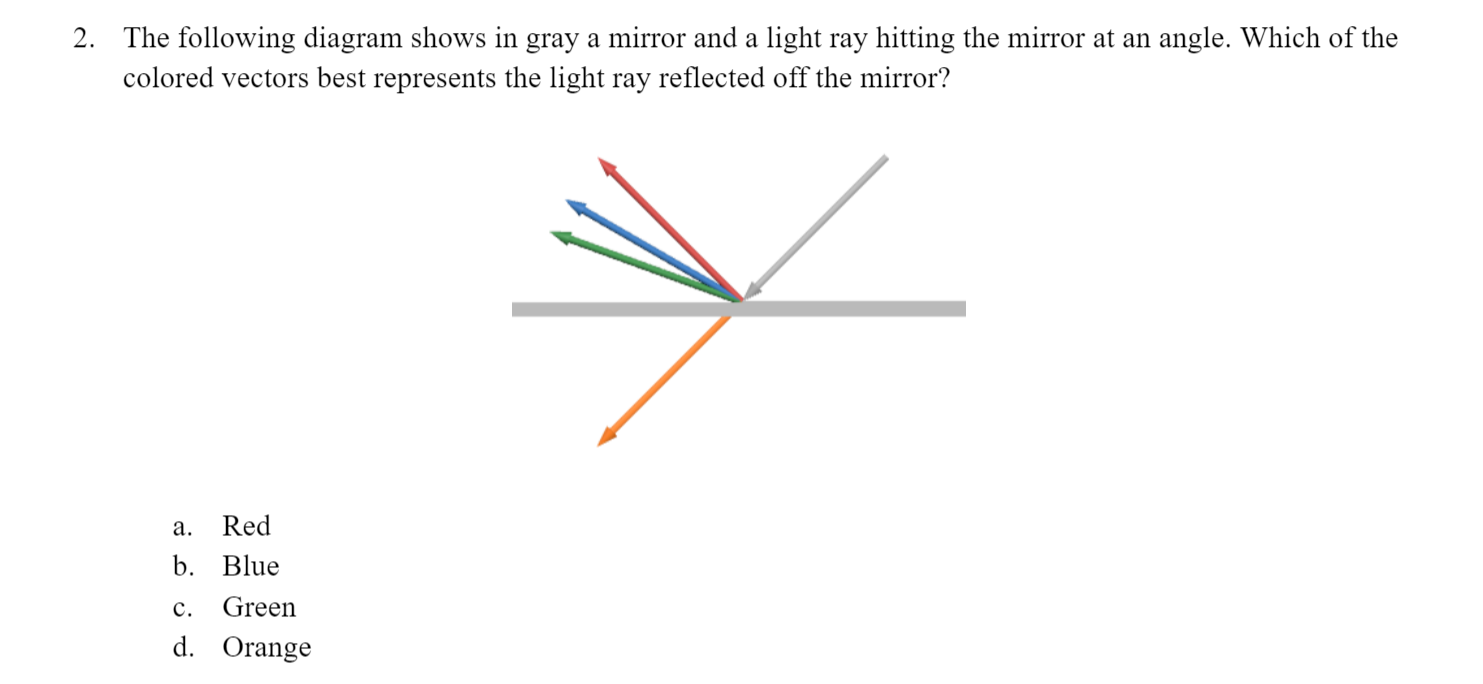 2. The following diagram shows in gray a mirror and a light ray hitting the mirror at an angle. Which of the
colored vectors best represents the light ray reflected off the mirror?
a. Red
b. Blue
c. Green
d. Orange